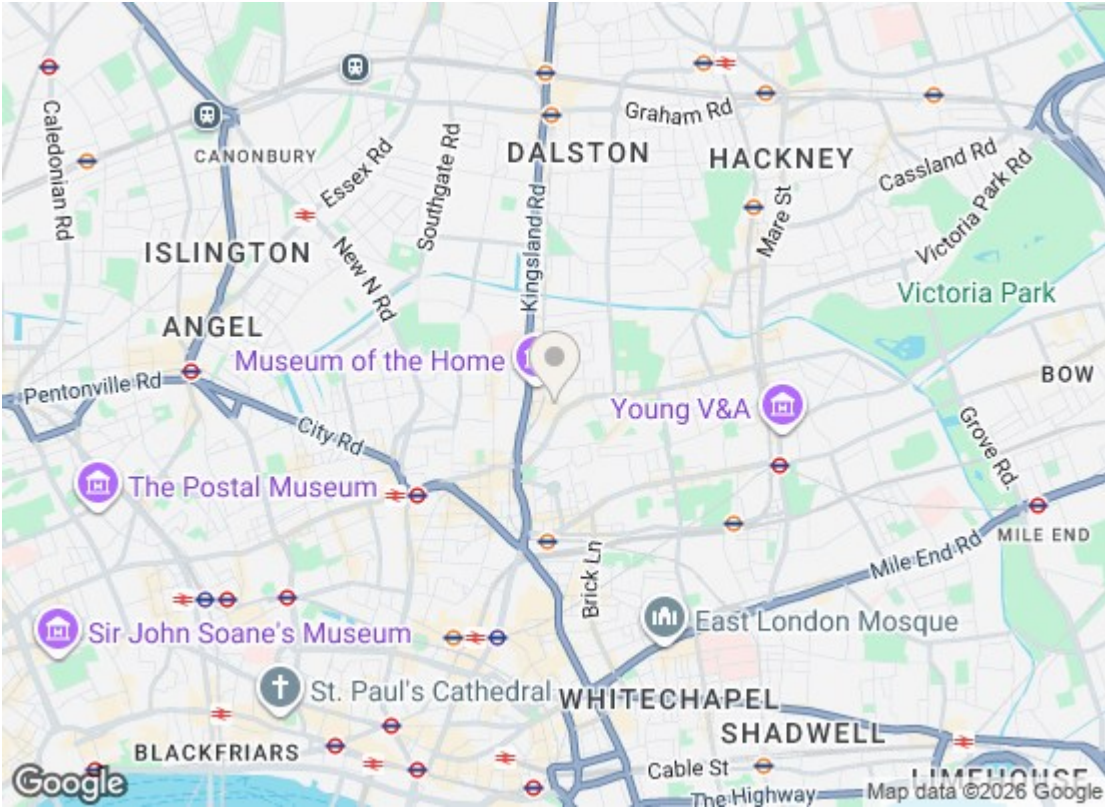 Caledonian Rd
CANONBURY
Essex Rd
Southgate Rd
Kingsland Rd
DALSTON
Graham Rd
HACKNEY
Cassland Rd
Mare St
Victoria Park Rd
ISLINGTON
New N Rd
Victoria Park
ANGEL
Museum of the Home
Pentonville Rd
City Rd
Young V&A
BOW
Grove Rd.
The Postal Museum
MILE END
Mile End Rd
Brick Ln
Sir John Soane's Museum
East London Mosque
St. Paul's Cathedral
WHITECHAPEL
SHADWELL
BLACKFRIARS
Cable St
LIMEHOUSE
The Highway
Google
Map data ©2026 Google